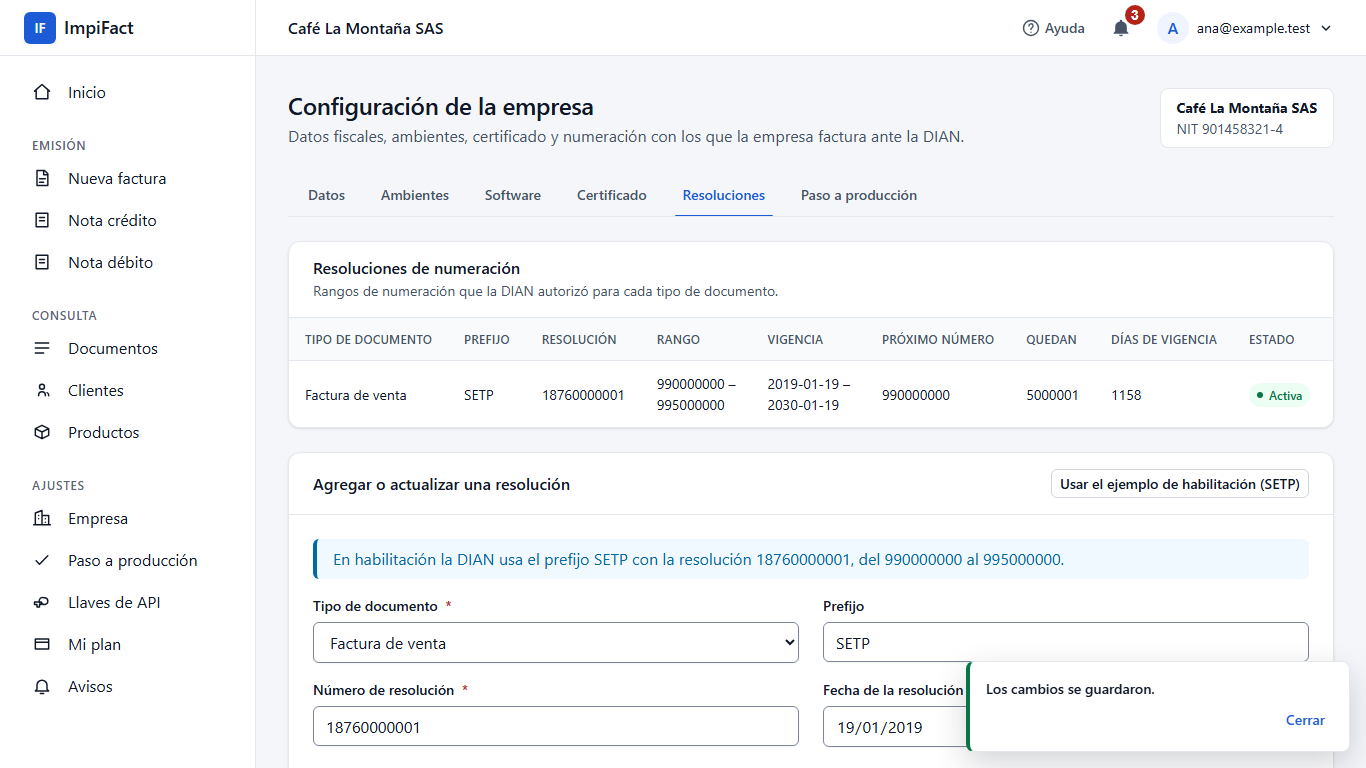 IF ImpiFact
Café La Montaña SAS
Ayuda
3
A ana@example.test
Inicio
EMISIÓN
Nueva factura
Nota crédito
Nota débito
CONSULTA
Documentos
Clientes
Productos
AJUSTES
Empresa
Paso a producción
Llaves de API
Mi plan
Avisos
Configuración de la empresa
Datos fiscales, ambientes, certificado y numeración con los que la empresa factura ante la DIAN.
Café La Montaña SAS
NIT 901458321-4
Datos Ambientes Software Certificado Resoluciones Paso a producción
Resoluciones de numeración
Rangos de numeración que la DIAN autorizó para cada tipo de documento.
TIPO DE DOCUMENTO PREFIJO RESOLUCIÓN RANGO VIGENCIA PRÓXIMO NÚMERO QUEDAN DÍAS DE VIGENCIA ESTADO
Factura de venta SETP 18760000001 990000000 – 995000000 2019-01-19 – 2030-01-19 990000000 5000001 1158 Activa
Agregar o actualizar una resolución
Usar el ejemplo de habilitación (SETP)
En habilitación la DIAN usa el prefijo SETP con la resolución 18760000001, del 990000000 al 995000000.
Tipo de documento *
Factura de venta
Prefijo
SETP
Número de resolución *
18760000001
Fecha de la resolución
19/01/2019
Los cambios se guardaron.
Cerrar